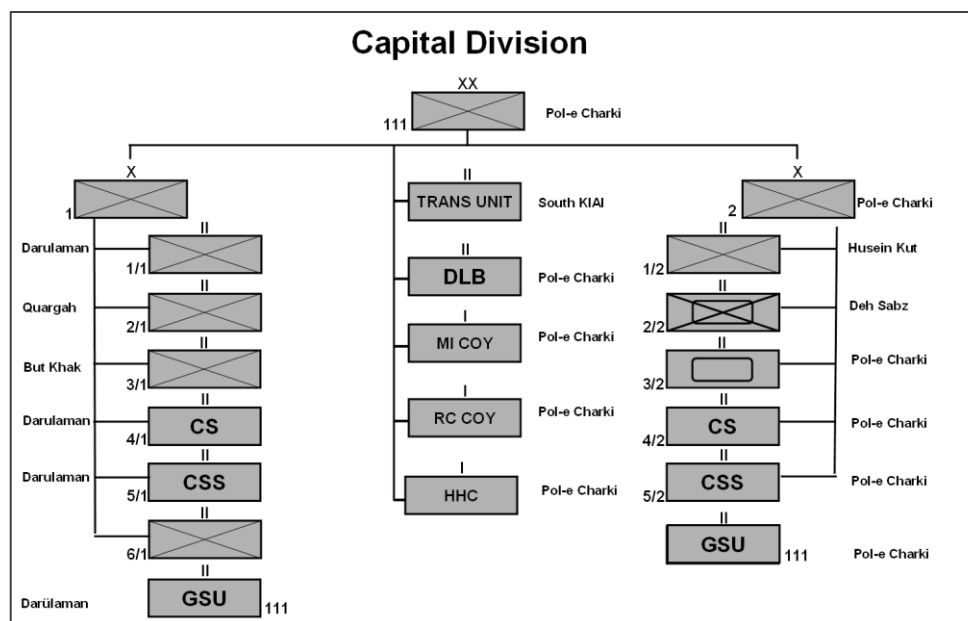 Capital Division
XX
111
Pol-e Charki
X
1
II
TRANS UNIT
South KIAI
X
2
Pol-e Charki
Darulaman
II
1/1
II
DLB
Pol-e Charki
II
1/2
Husein Kut
Quargah
II
2/1
I
MI COY
Pol-e Charki
II
2/2
Deh Sabz
But Khak
II
3/1
I
RC COY
Pol-e Charki
II
3/2
Pol-e Charki
Darulaman
II
CS
4/1
I
HHC
Pol-e Charki
II
CS
4/2
Pol-e Charki
Darulaman
II
CSS
5/1
II
CSS
5/2
Pol-e Charki
II
6/1
II
GSU
111
Pol-e Charki
Darülaman
II
GSU
111